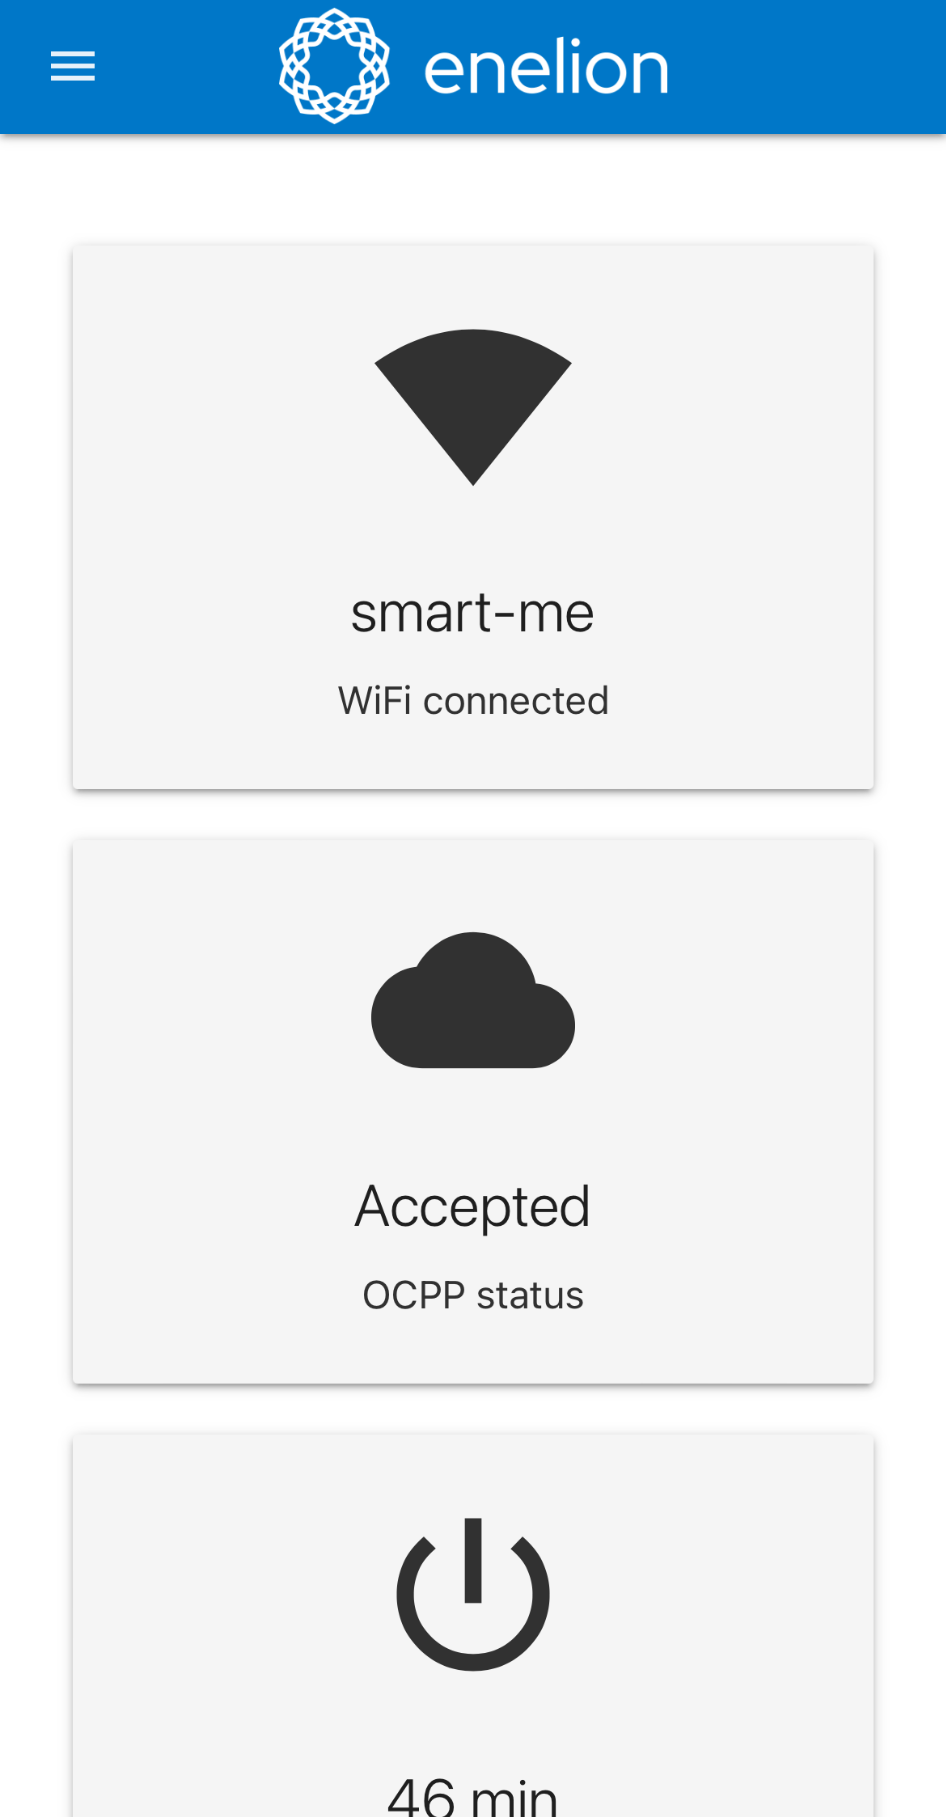 enelion
smart-me
WiFi connected
Accepted
OCPP status
46 min